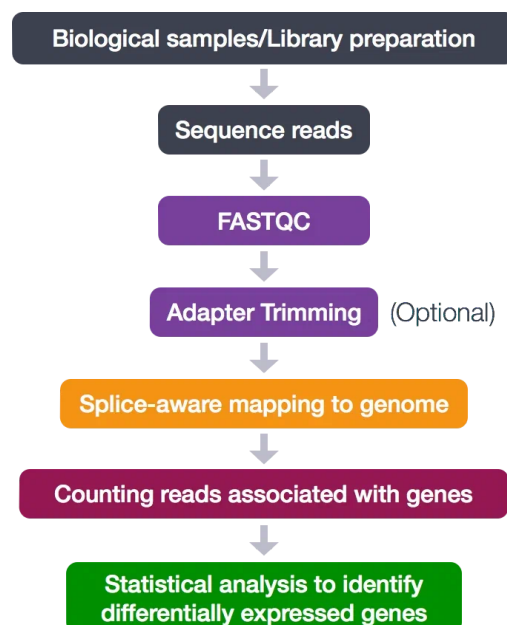 Biological samples/Library preparation
Sequence reads
FASTQC
Adapter Trimming (Optional)
Splice-aware mapping to genome
Counting reads associated with genes
Statistical analysis to identify
differentially expressed genes